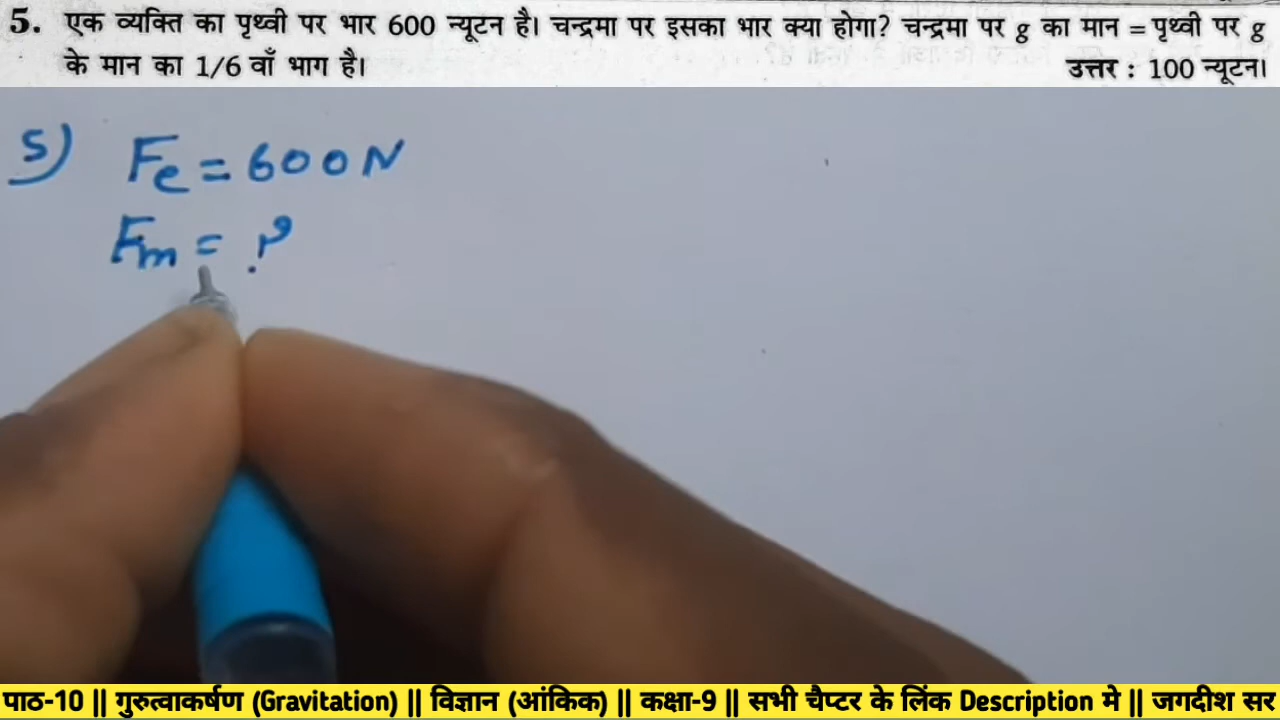 5. एक व्यक्ति का पृथ्वी पर भार 600 न्यूटन है। चन्द्रमा पर इसका भार क्या होगा? चन्द्रमा पर g का मान = पृथ्वी पर g
के मान का 1/6 वाँ भाग है। उत्तर : 100 न्यूटन।
5) Fe = 600 N
Fm = ?
पाठ-10 || गुरुत्वाकर्षण (Gravitation) || विज्ञान (आंकिक) || कक्षा-9 || सभी चैप्टर के लिंक Description मे || जगदीश सर